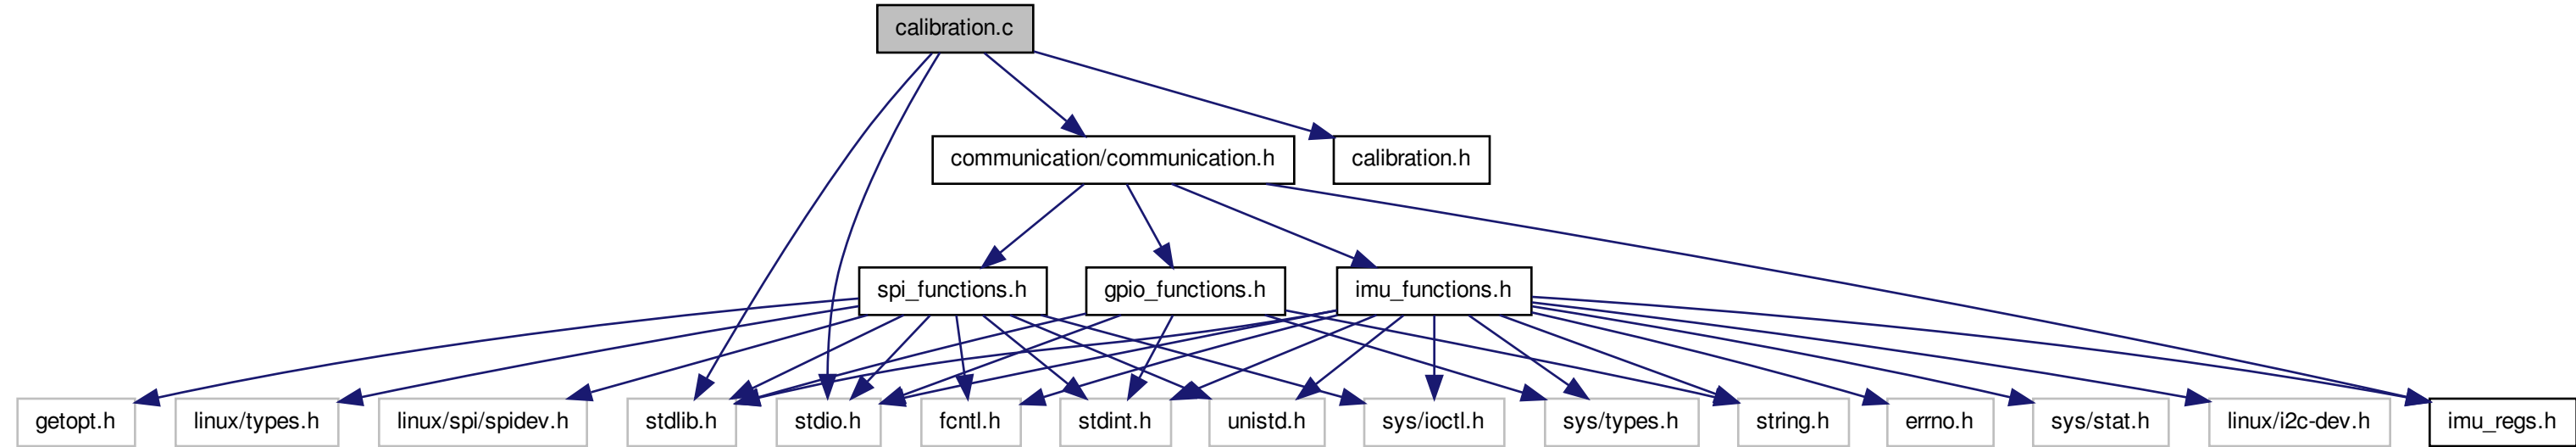 calibration.c
communication/communication.h
calibration.h
spi_functions.h
gpio_functions.h
imu_functions.h
getopt.h
linux/types.h
linux/spi/spidev.h
stdlib.h
stdio.h
fcntl.h
stdint.h
unistd.h
sys/ioctl.h
sys/types.h
string.h
errno.h
sys/stat.h
linux/i2c-dev.h
imu_regs.h